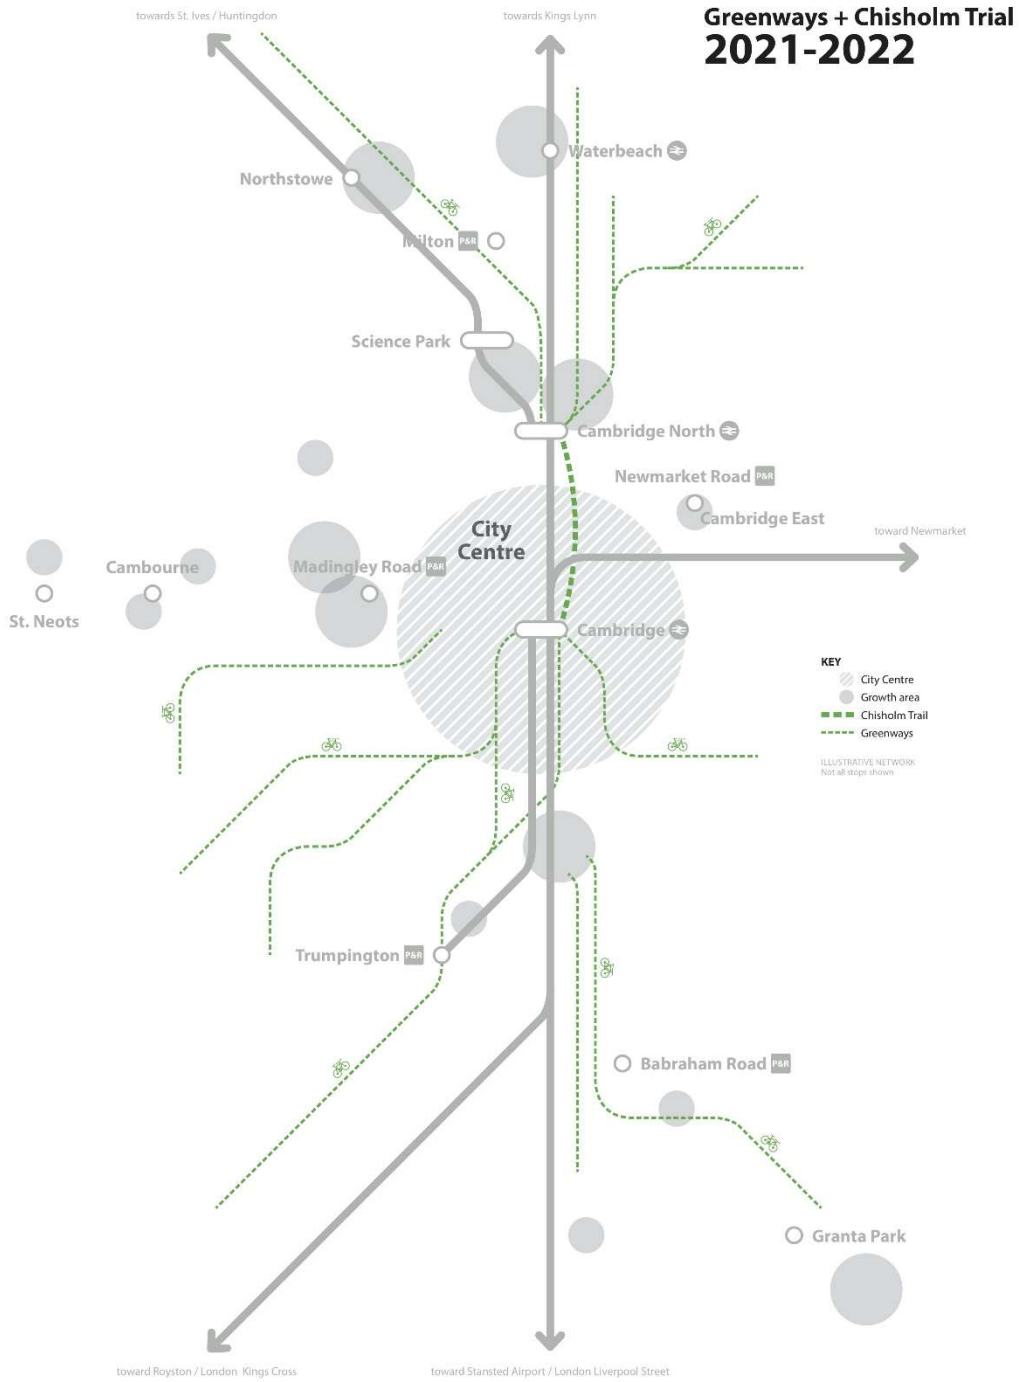 towards St. Ives / Huntingdon
towards Kings Lynn
Greenways + Chisholm Trial
2021-2022
Waterbeach
Northstowe
Milton P&R
Science Park
Cambridge North
Newmarket Road P&R
Cambridge East
City
Centre
toward Newmarket
Cambourne
Madingley Road P&R
St. Neots
Cambridge
KEY
City Centre
Growth area
Chisholm Trail
Greenways
ILLUSTRATIVE NETWORK
Not all stops shown
Trumpington P&R
Babraham Road P&R
Granta Park
toward Royston / London Kings Cross
toward Stansted Airport / London Liverpool Street